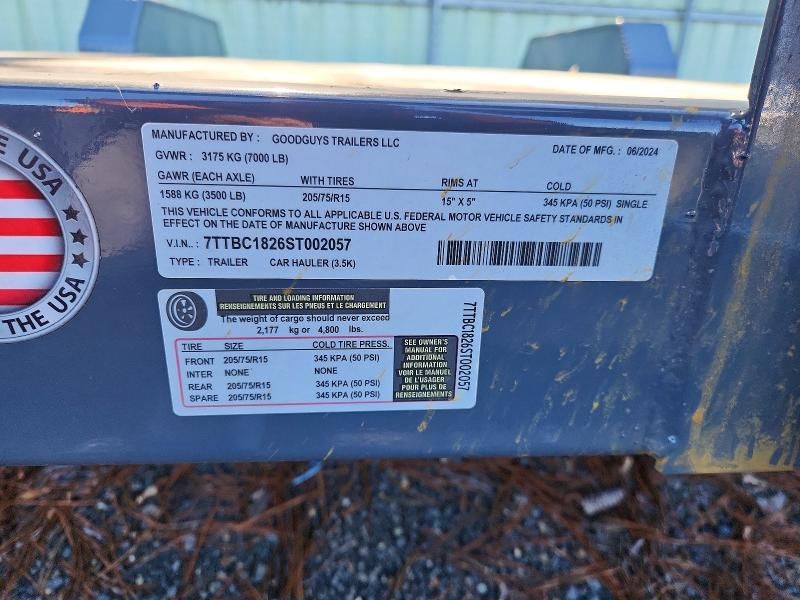 E USA
THE USA
MANUFACTURED BY : GOODGUYS TRAILERS LLC
GVWR : 3175 KG (7000 LB) DATE OF MFG. : 06/2024
GAWR (EACH AXLE) WITH TIRES RIMS AT COLD
1588 KG (3500 LB) 205/75/R15 15" X 5" 345 KPA (50 PSI) SINGLE
THIS VEHICLE CONFORMS TO ALL APPLICABLE U.S. FEDERAL MOTOR VEHICLE SAFETY STANDARDS IN
EFFECT ON THE DATE OF MANUFACTURE SHOWN ABOVE
V.I.N.. : 7TTBC1826ST002057
TYPE : TRAILER CAR HAULER (3.5K)
TIRE AND LOADING INFORMATION
RENSEIGNEMENTS SUR LES PNEUS ET LE CHARGEMENT
The weight of cargo should never exceed
2,177 kg or 4,800 lbs.
TIRE SIZE COLD TIRE PRESS.
FRONT 205/75/R15 345 KPA (50 PSI)
INTER NONE NONE
REAR 205/75/R15 345 KPA (50 PSI)
SPARE 205/75/R15 345 KPA (50 PSI)
SEE OWNER'S
MANUAL FOR
ADDITIONAL
INFORMATION
VOIR LE MANUEL
DE L'USAGER
POUR PLUS DE
RENSEIGNEMENTS
7TTBC1826ST002057